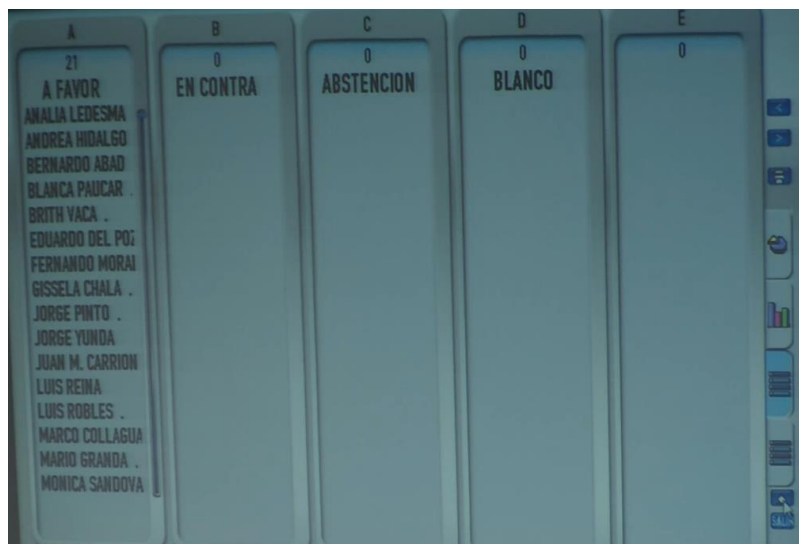 A
21
A FAVOR
ANALIA LEDESMA
ANDREA HIDALGO
BERNARDO ABAD
BLANCA PAUCAR .
BRITH VACA .
EDUARDO DEL POZ
FERNANDO MORAL
GISSELA CHALA .
JORGE PINTO .
JORGE YUNDA
JUAN M. CARRION
LUIS REINA
LUIS ROBLES .
MARCO COLLAGUA
MARIO GRANDA .
MONICA SANDOVA
B
0
EN CONTRA
C
0
ABSTENCION
D
0
BLANCO
E
0